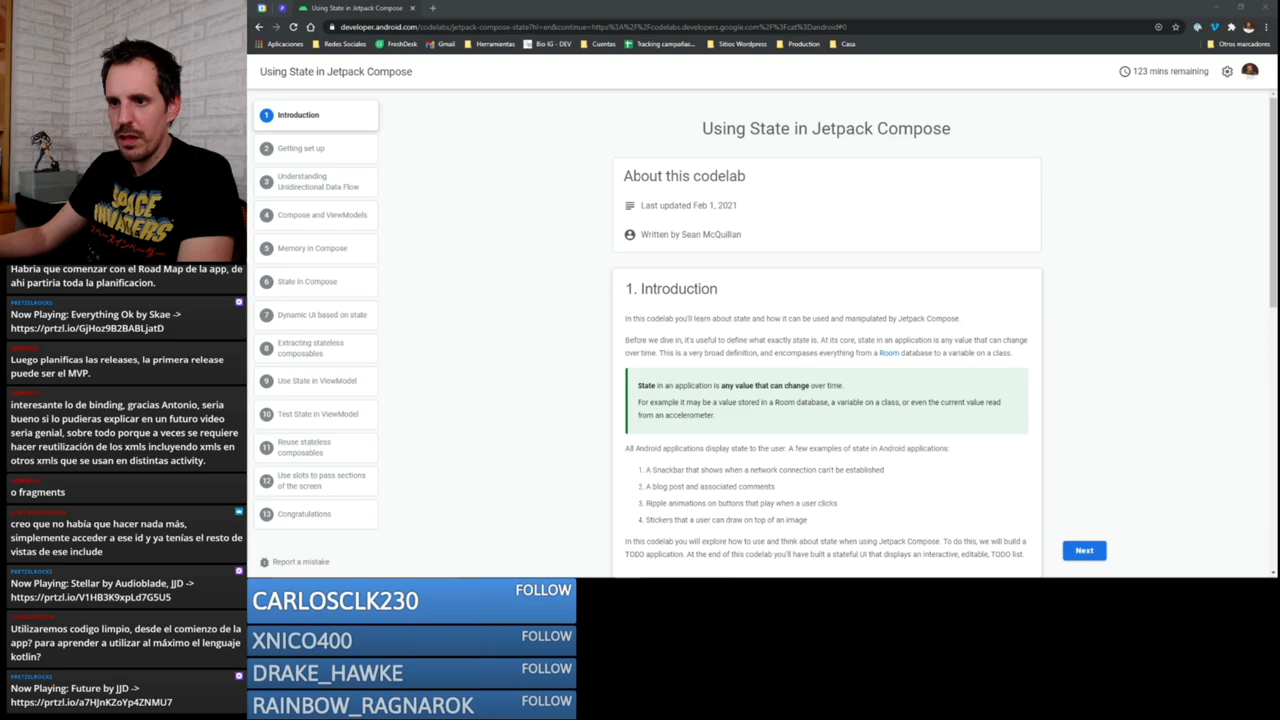 Using State in Jetpack Compose
developer.android.com/codelabs/jetpack-compose-state?hl=en&continue=https%3A%2F%2Fcodelabs.developers.google.com%2F%3Fcat%3Dandroid#0
Aplicaciones
Redes Sociales
FreshDesk
Gmail
Herramientas
Bio IG - DEV
Cuentas
Tracking campañas...
Sitios Wordpress
Production
Casa
Otros marcadores
Using State in Jetpack Compose
123 mins remaining
1 Introduction
2 Getting set up
3 Understanding
Unidirectional Data Flow
4 Compose and ViewModels
5 Memory in Compose
6 State in Compose
7 Dynamic UI based on state
8 Extracting stateless
composables
9 Use State in ViewModel
10 Test State in ViewModel
11 Reuse stateless
composables
12 Use slots to pass sections
of the screen
13 Congratulations
Report a mistake
Using State in Jetpack Compose
About this codelab
Last updated Feb 1, 2021
Written by Sean McQuillan
1. Introduction
In this codelab you'll learn about state and how it can be used and manipulated by Jetpack Compose.
Before we dive in, it's useful to define what exactly state is. At its core, state in an application is any value that can change
over time. This is a very broad definition, and encompasses everything from a Room database to a variable on a class.
State in an application is any value that can change over time.
For example it may be a value stored in a Room database, a variable on a class, or even the current value read
from an accelerometer.
All Android applications display state to the user. A few examples of state in Android applications:
1. A Snackbar that shows when a network connection can't be established
2. A blog post and associated comments
3. Ripple animations on buttons that play when a user clicks
4. Stickers that a user can draw on top of an image
In this codelab you will explore how to use and think about state when using Jetpack Compose. To do this, we will build a
TODO application. At the end of this codelab you'll have built a stateful UI that displays an interactive, editable, TODO list.
Next
SPACE
INVADERS
Habria que comenzar con el Road Map de la app, de
ahi partiria toda la planificacion.
PRETZELROCKS
Now Playing: Everything Ok by Skae ->
https://prtzl.io/GjHoz9B2BABLjatD
Luego planificas las releases, la primera release
puede ser el MVP.
interesante lo de binding, gracias Antonio, seria
bueno si lo pudieras explicar en un futuro video
seria genial, sobre todo porque a veces se requiere
hacer reutilización de los xmls incluyendo xmls en
otros xmls que se usan en distintas activity.
o fragments
creo que no había que hacer nada más,
simplemente acceder a ese id y ya tenías el resto de
vistas de ese include
PRETZELROCKS
Now Playing: Stellar by Audioblade, JJD ->
https://prtzl.io/V1HB3K9xpLd7G5U5
Utilizaremos codigo limpio, desde el comienzo de la
app? para aprender a utilizar al máximo el lenguaje
kotlin?
PRETZELROCKS
Now Playing: Future by JJD ->
https://prtzl.io/a7HJnKZoYp4ZNMU7
CARLOSCLK230 FOLLOW
XNICO400 FOLLOW
DRAKE_HAWKE FOLLOW
RAINBOW_RAGNAROK FOLLOW